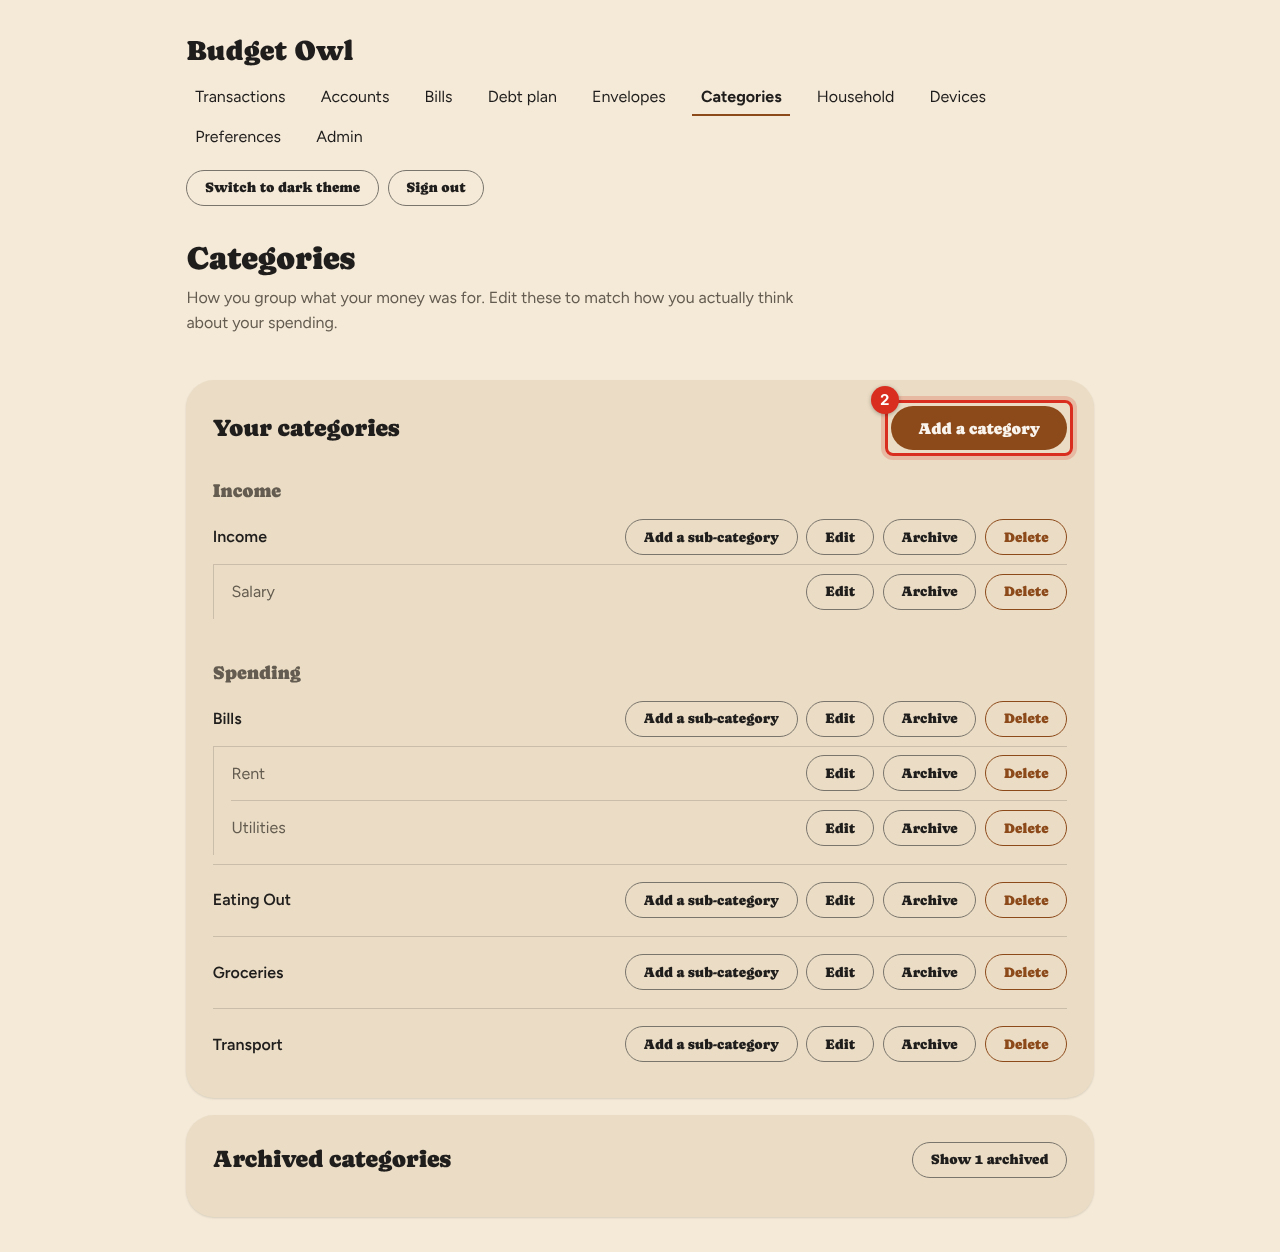 Budget Owl
Transactions Accounts Bills Debt plan Envelopes Categories Household Devices
Preferences Admin
Switch to dark theme Sign out
Categories
How you group what your money was for. Edit these to match how you actually think
about your spending.
2
Your categories Add a category
Income
Income Add a sub-category Edit Archive Delete
Salary Edit Archive Delete
Spending
Bills Add a sub-category Edit Archive Delete
Rent Edit Archive Delete
Utilities Edit Archive Delete
Eating Out Add a sub-category Edit Archive Delete
Groceries Add a sub-category Edit Archive Delete
Transport Add a sub-category Edit Archive Delete
Archived categories Show 1 archived